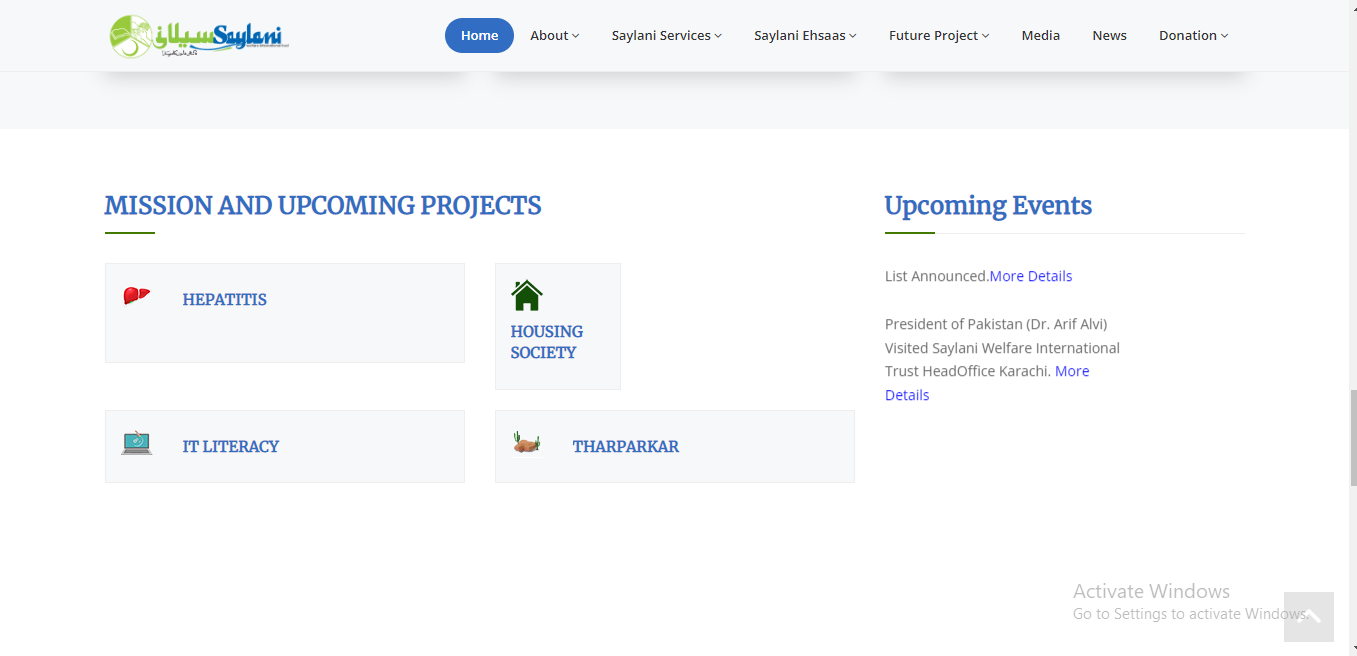 سیلانی Saylani
Home
About
Saylani Services
Saylani Ehsaas
Future Project
Media
News
Donation
MISSION AND UPCOMING PROJECTS
HEPATITIS
HOUSING
SOCIETY
IT LITERACY
THARPARKAR
Upcoming Events
List Announced.More Details
President of Pakistan (Dr. Arif Alvi)
Visited Saylani Welfare International
Trust HeadOffice Karachi. More
Details
Activate Windows
Go to Settings to activate Windows.